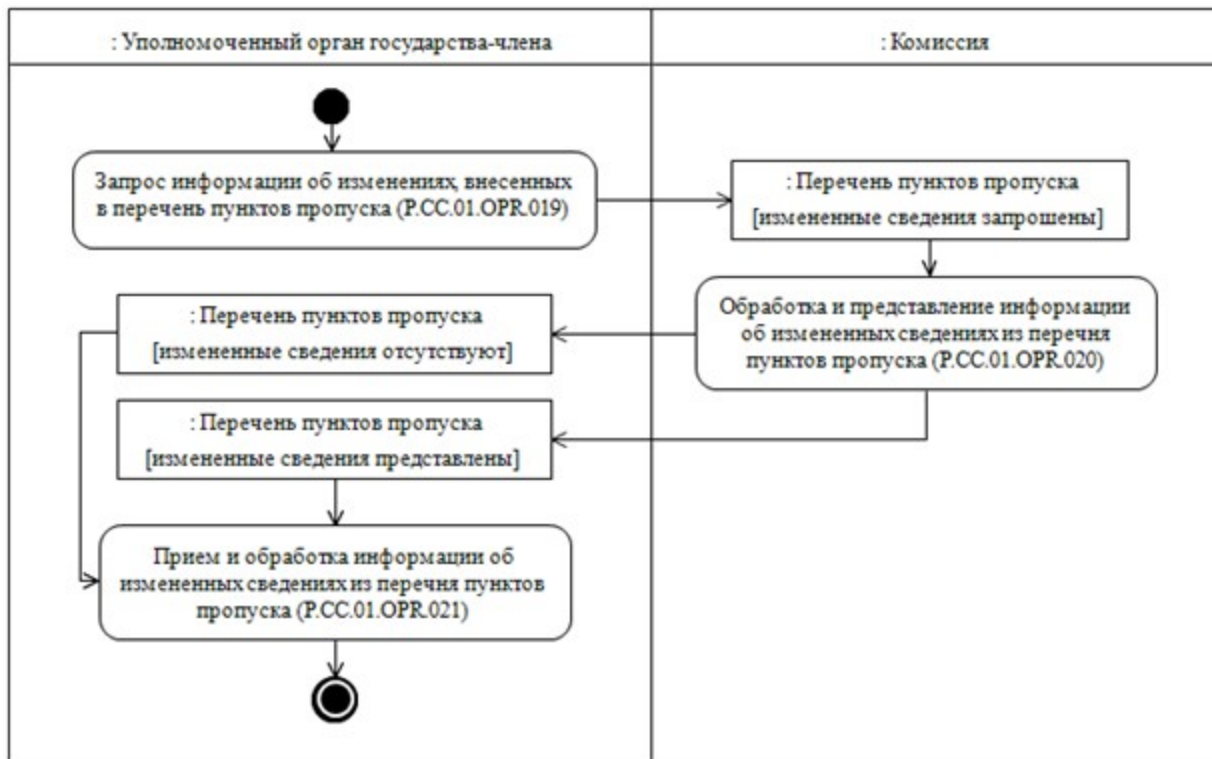 : Уполномоченный орган государства-члена
: Комиссия
Запрос информации об изменениях, внесенных
в перечень пунктов пропуска (P.CC.01.OPR.019)
: Перечень пунктов пропуска
[измененные сведения запрошены]
Обработка и представление информации
об измененных сведениях из перечня
пунктов пропуска (P.CC.01.OPR.020)
: Перечень пунктов пропуска
[измененные сведения отсутствуют]
: Перечень пунктов пропуска
[измененные сведения представлены]
Прием и обработка информации об
измененных сведениях из перечня пунктов
пропуска (P.CC.01.OPR.021)